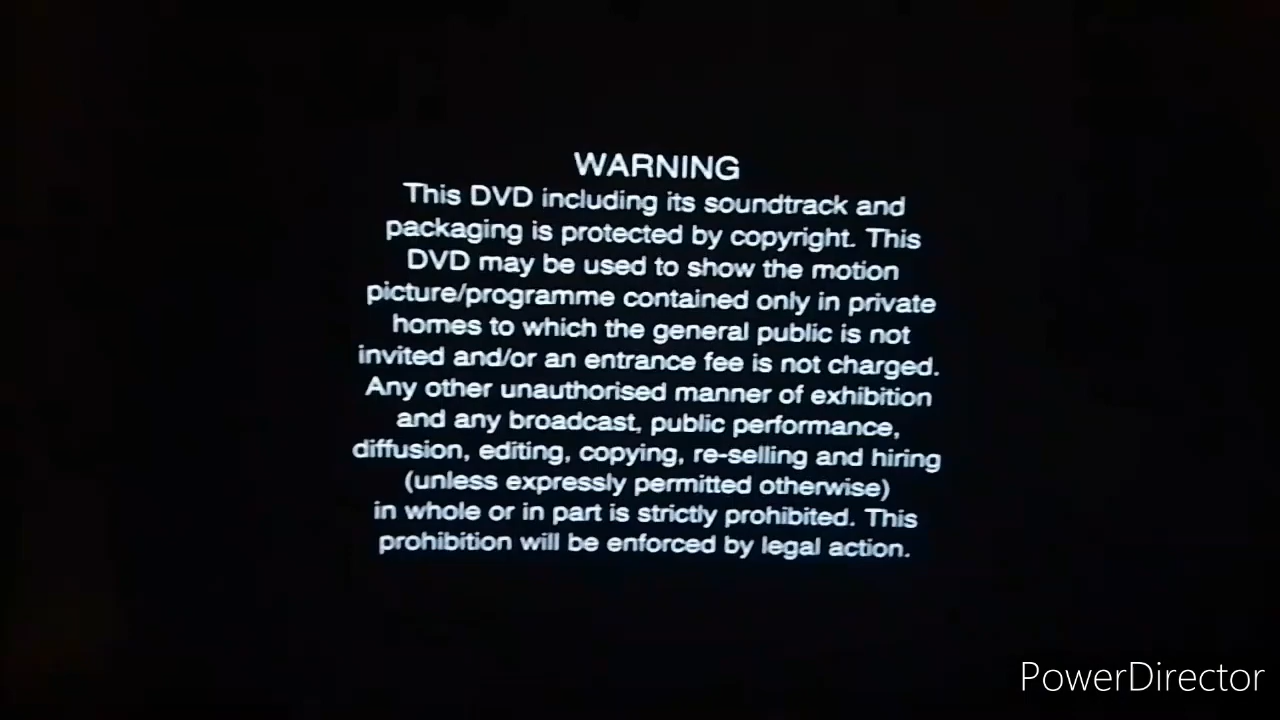 WARNING
This DVD including its soundtrack and
packaging is protected by copyright. This
DVD may be used to show the motion
picture/programme contained only in private
homes to which the general public is not
invited and/or an entrance fee is not charged.
Any other unauthorised manner of exhibition
and any broadcast, public performance,
diffusion, editing, copying, re-selling and hiring
(unless expressly permitted otherwise)
in whole or in part is strictly prohibited. This
prohibition will be enforced by legal action.
PowerDirector